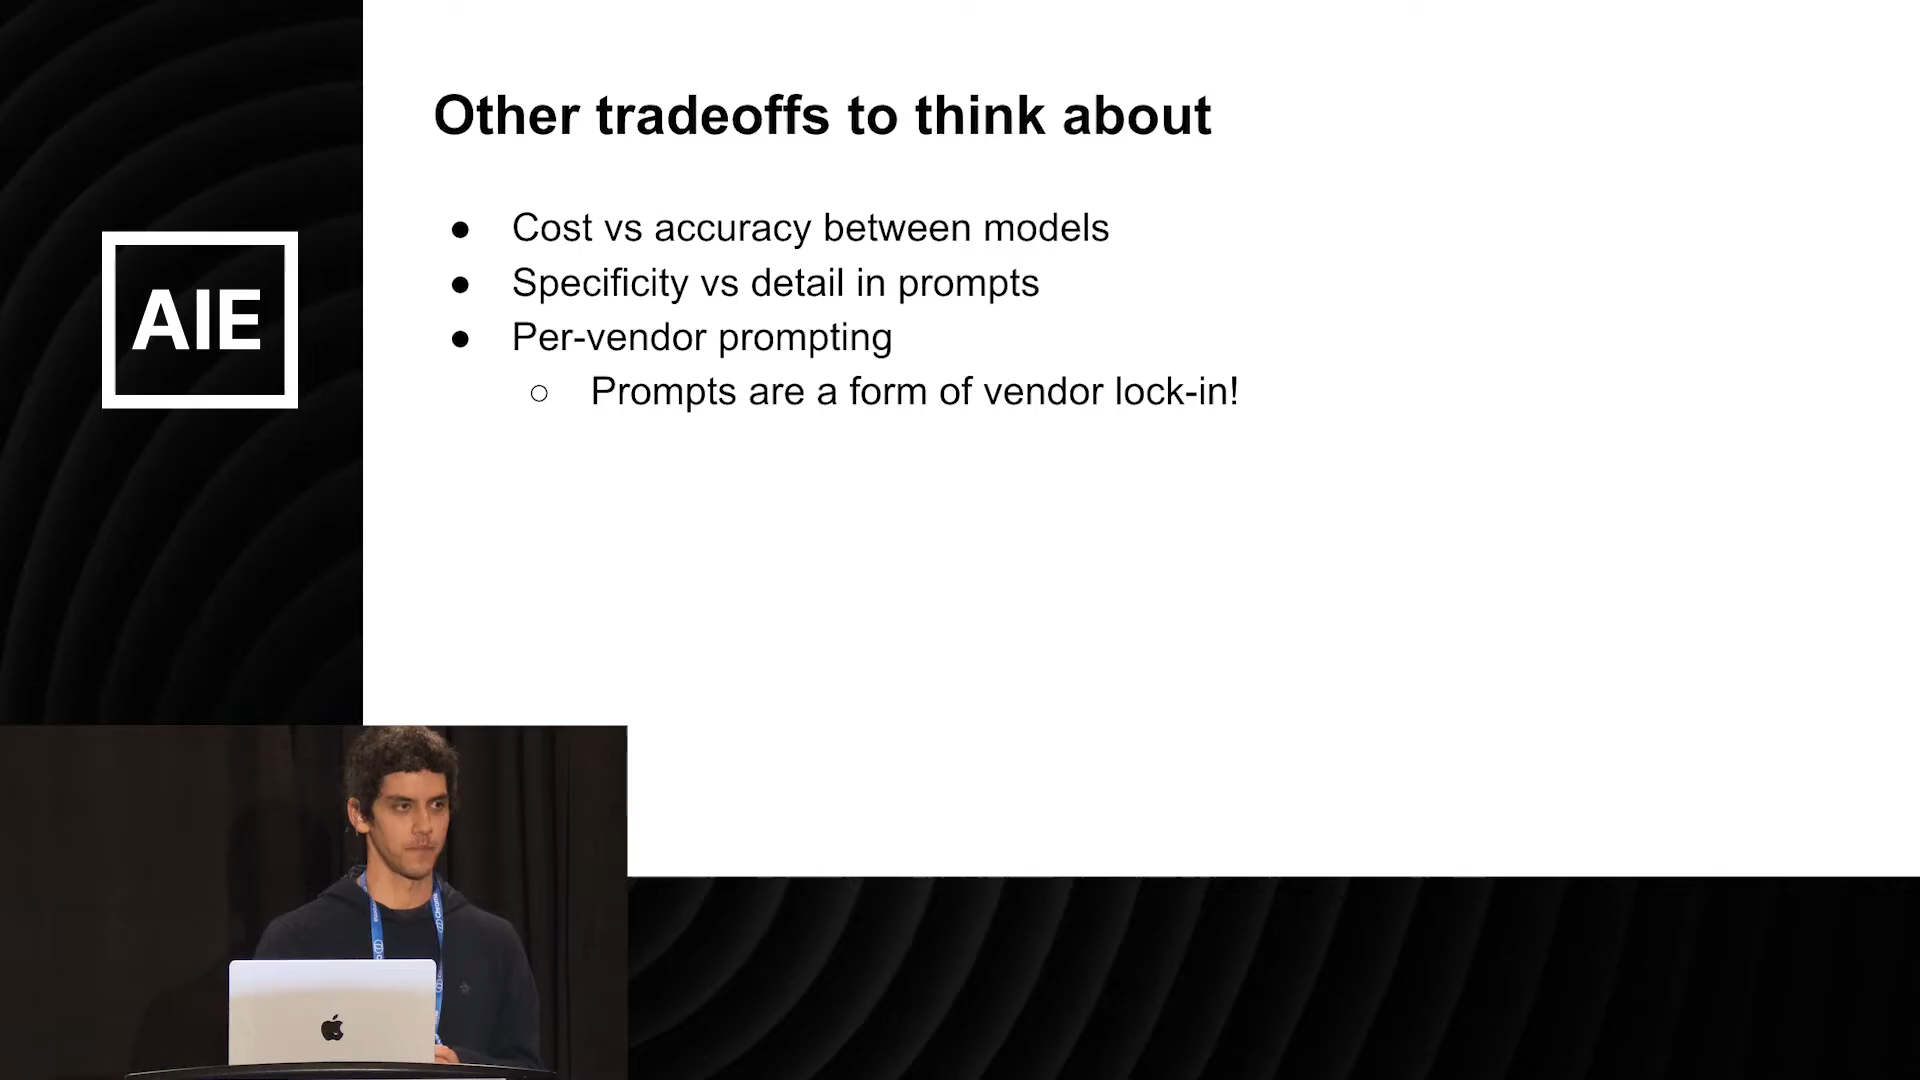 Other tradeoffs to think about
● Cost vs accuracy between models
● Specificity vs detail in prompts
● Per-vendor prompting
○ Prompts are a form of vendor lock-in!
AIE
Chroma